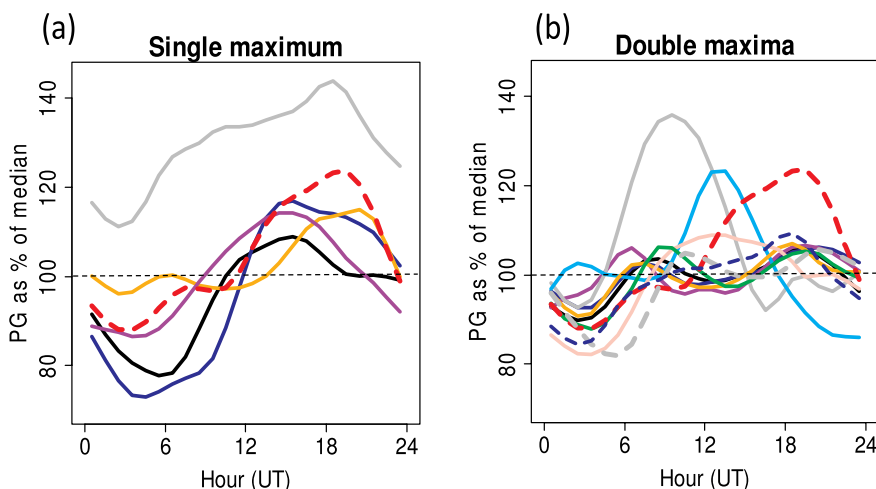 (a)
Single maximum
PG as % of median
140
120
100
80
0 6 12 18 24
Hour (UT)
(b)
Double maxima
PG as % of median
140
120
100
80
0 6 12 18 24
Hour (UT)